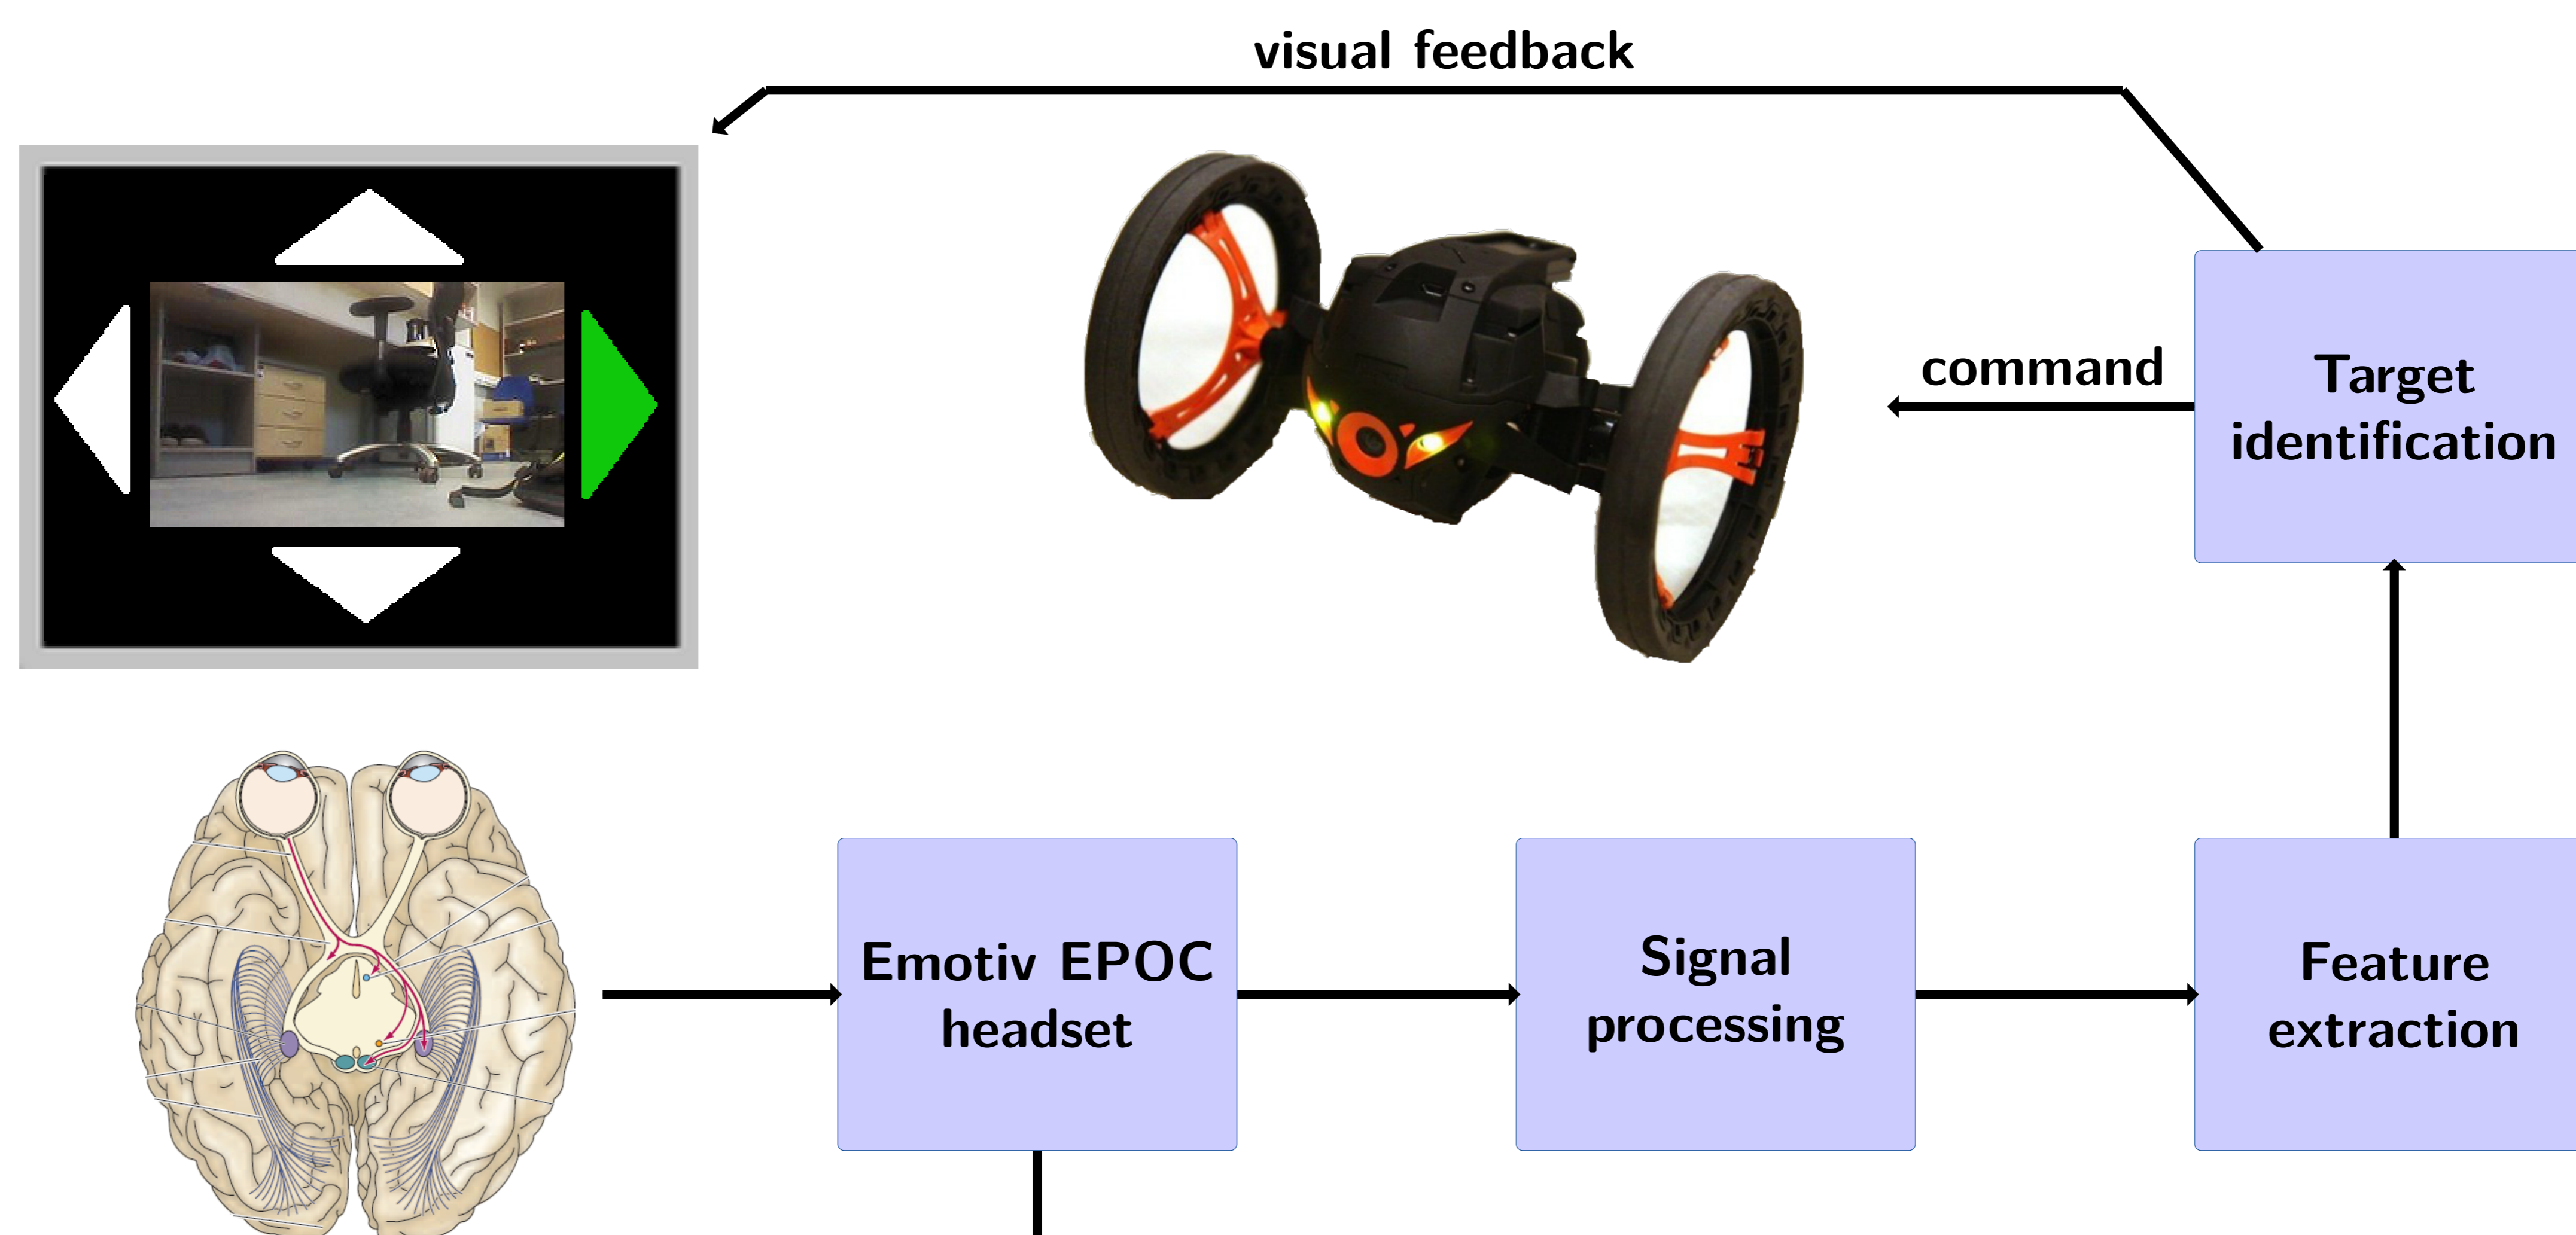 visual feedback
command
Target
identification
Emotiv EPOC
headset
Signal
processing
Feature
extraction